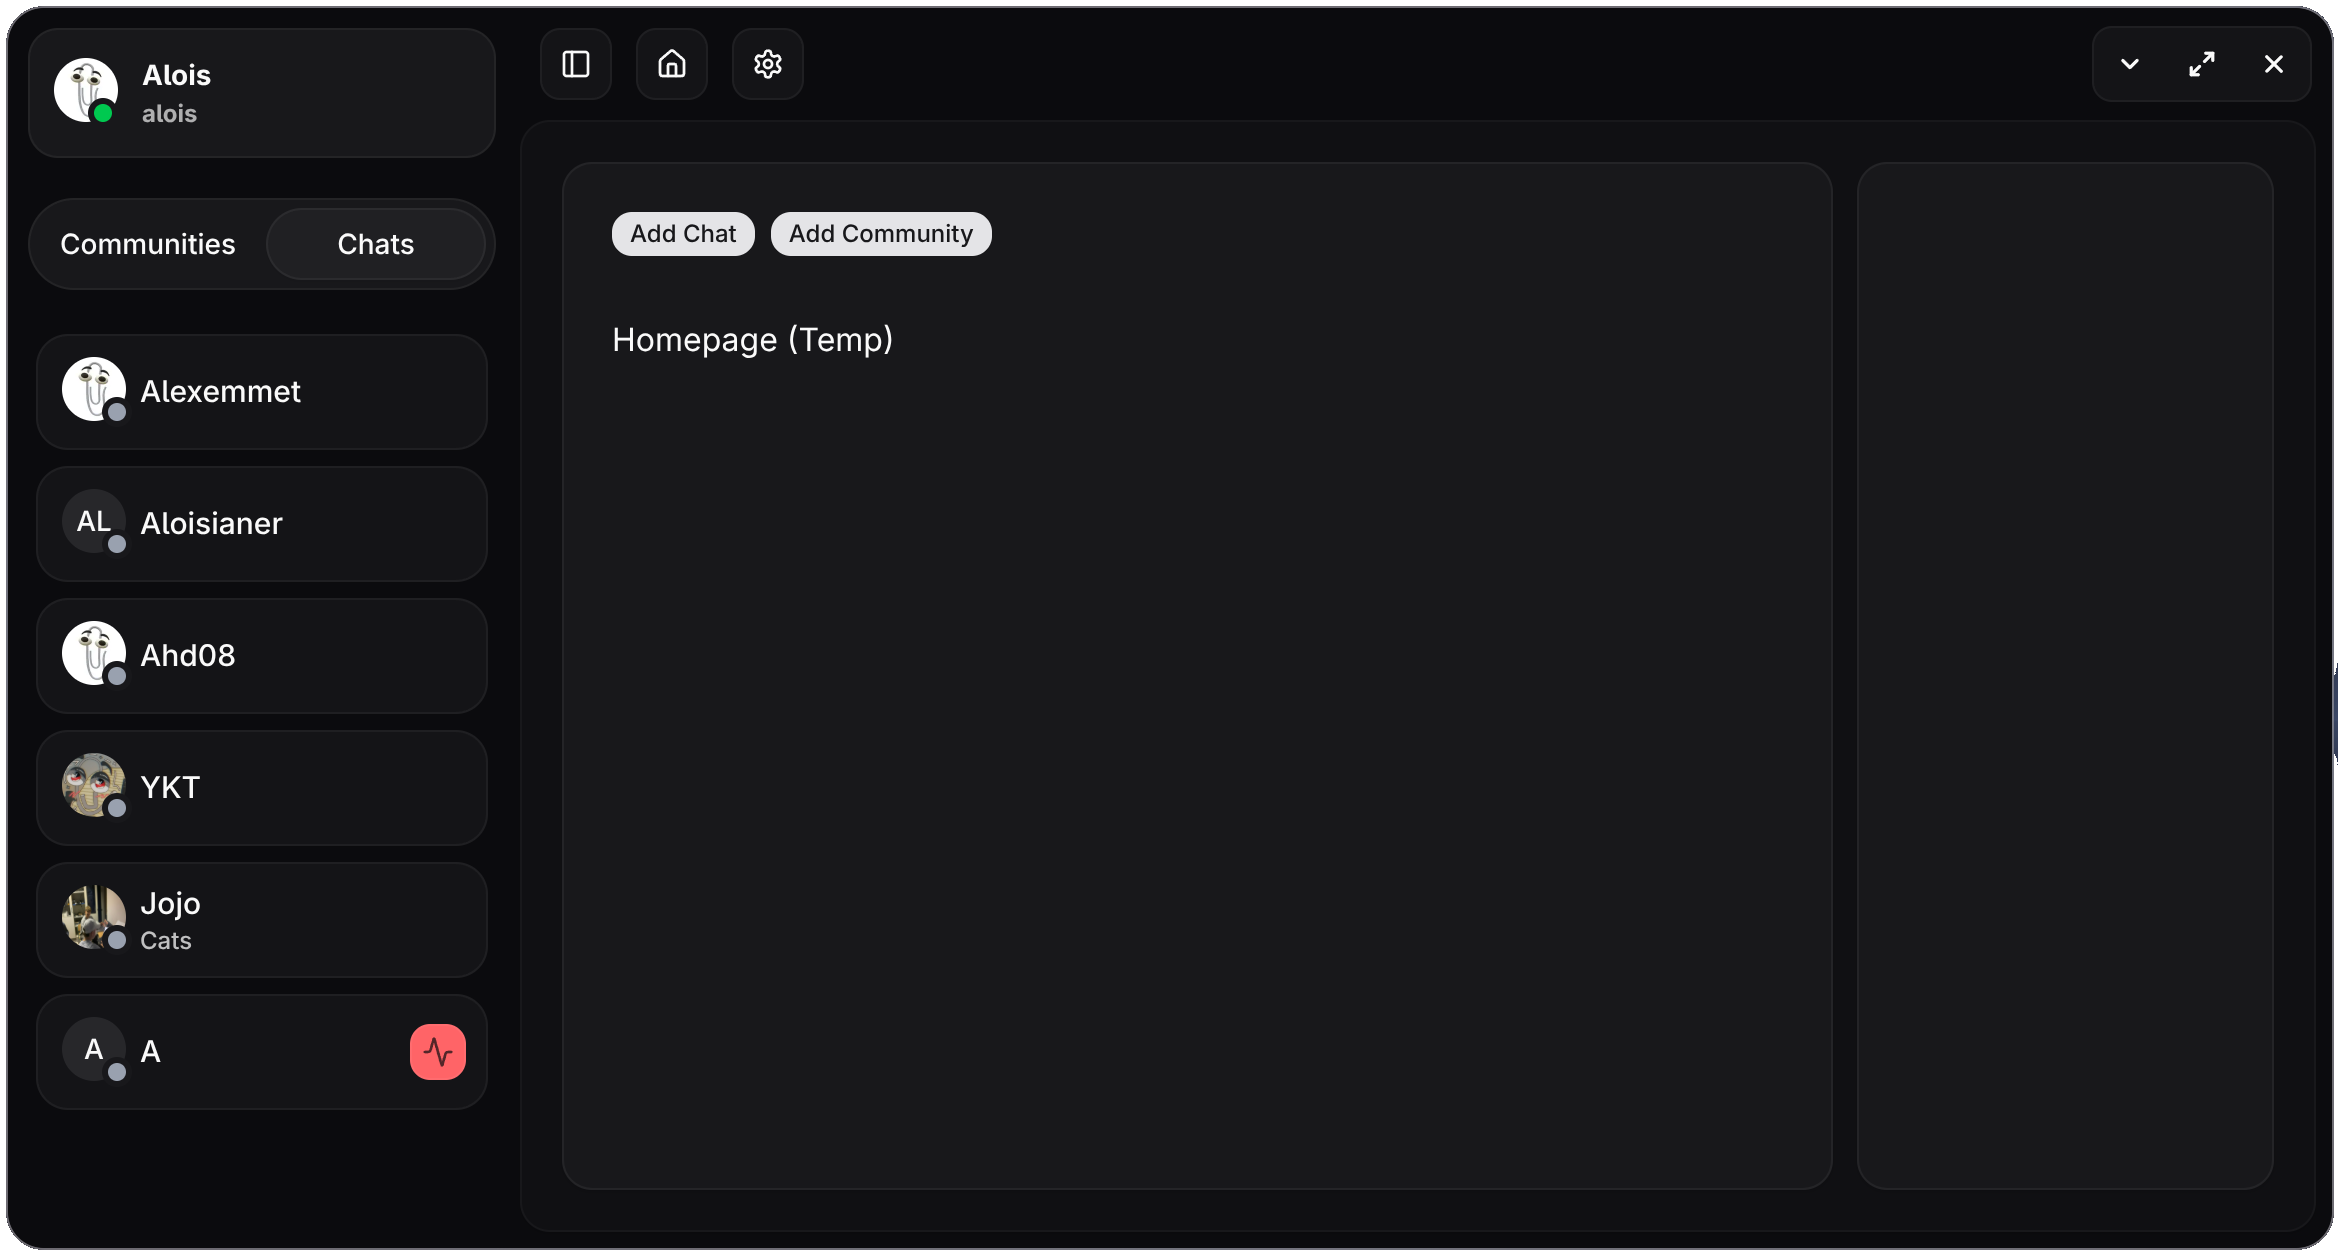 Alois
alois
Communities
Chats
Alexemmet
AL
Aloisianer
Ahd08
YKT
Jojo
Cats
A
A
Add Chat
Add Community
Homepage (Temp)